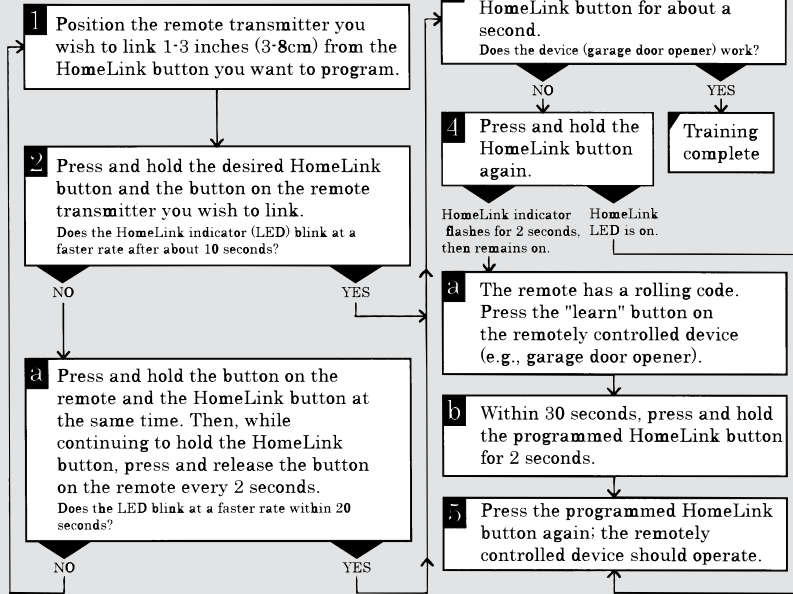 1
Position the remote transmitter you
wish to link 1-3 inches (3-8cm) from the
HomeLink button you want to program.
2
Press and hold the desired HomeLink
button and the button on the remote
transmitter you wish to link.
Does the HomeLink indicator (LED) blink at a
faster rate after about 10 seconds?
NO
YES
a
Press and hold the button on the
remote and the HomeLink button at
the same time. Then, while
continuing to hold the HomeLink
button, press and release the button
on the remote every 2 seconds.
Does the LED blink at a faster rate within 20
seconds?
NO
YES
HomeLink button for about a
second.
Does the device (garage door opener) work?
NO
YES
4
Press and hold the
HomeLink button
again.
Training
complete
HomeLink indicator
flashes for 2 seconds,
then remains on.
HomeLink
LED is on.
a
The remote has a rolling code.
Press the "learn" button on
the remotely controlled device
(e.g., garage door opener).
b
Within 30 seconds, press and hold
the programmed HomeLink button
for 2 seconds.
5
Press the programmed HomeLink
button again; the remotely
controlled device should operate.